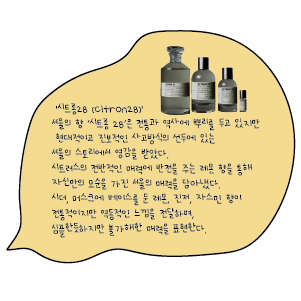 '시트롱28 (Citron28)'
서울의 향 '시트롱 28'은 전통과 역사에 뿌리를 두고 있지만
현대적이고 진보적인 사고방식의 선두에 있는
서울의 스토리에서 영감을 받았다.
시트러스의 전반적인 매력에 반전을 주는 레몬 향을 통해
자신만의 모습을 가진 서울의 매력을 담아냈다.
시더, 머스크에 베이스를 둔 레몬, 진저, 자스민 향이
전통적이지만 역동적인 느낌을 전달하며,
심플한듯하지만 불가해한 매력을 표현한다.